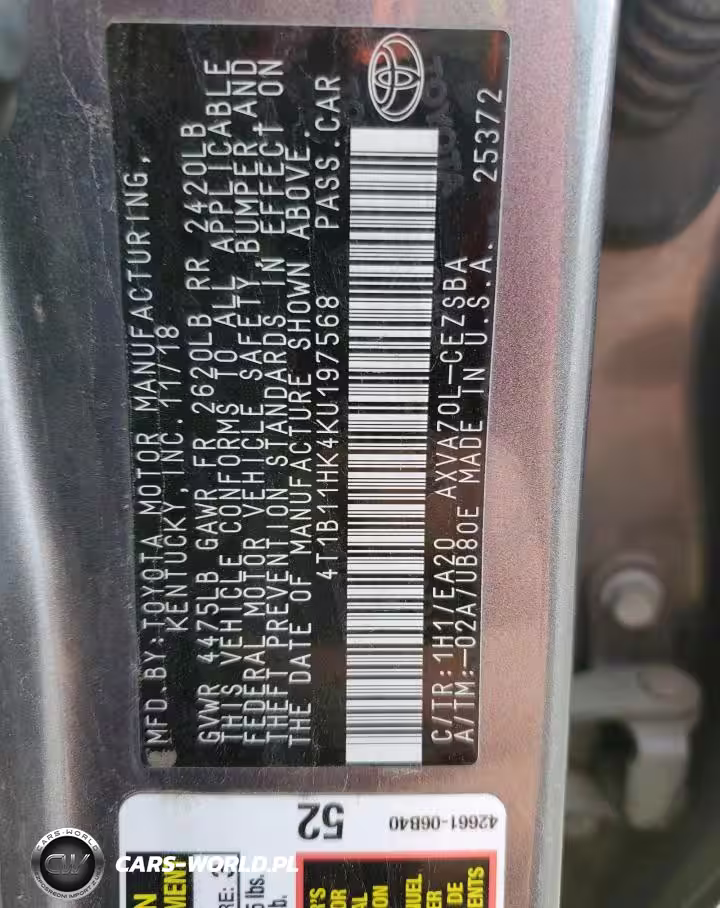 MFD.BY:TOYOTA MOTOR MANUFACTURING,
KENTUCKY,INC.11/18
GVWR 4475LB GAWR FR 2620LB RR 2420LB
THIS VEHICLE CONFORMS TO ALL APPLICABLE
FEDERAL MOTOR VEHICLE SAFETY,BUMPER,AND
THEFT PREVENTION STANDARDS IN EFFECT ON
THE DATE OF MANUFACTURE SHOWN ABOVE.
4T1B11HK4KU197568 PASS.CAR
C/TR:1H1/EA20 AXVA70L-CEZSBA
A/TM:-02A/UB80E MADE IN U.S.A. 25372
52
42661-06B40
CARS-WORLD
CW
CARS-WORLD.PL